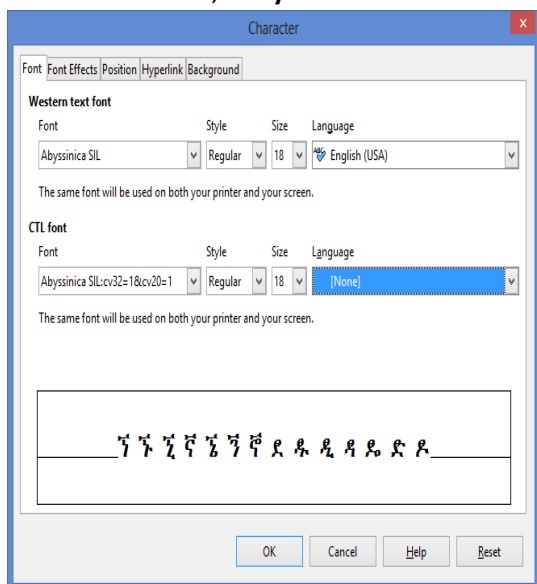 Character
x
Font Font Effects Position Hyperlink Background
Western text font
Font Style Size Language
Abyssinica SIL Regular 18 English (USA)
The same font will be used on both your printer and your screen.
CTL font
Font Style Size Language
Abyssinica SIL:cv32=1&cv20=1 Regular 18 [None]
The same font will be used on both your printer and your screen.
ኘ ኙ ኚ ኛ ኜ ኝ ኞ ዸ ዹ ዺ ዻ ዼ ዽ ዾ
OK Cancel Help Reset